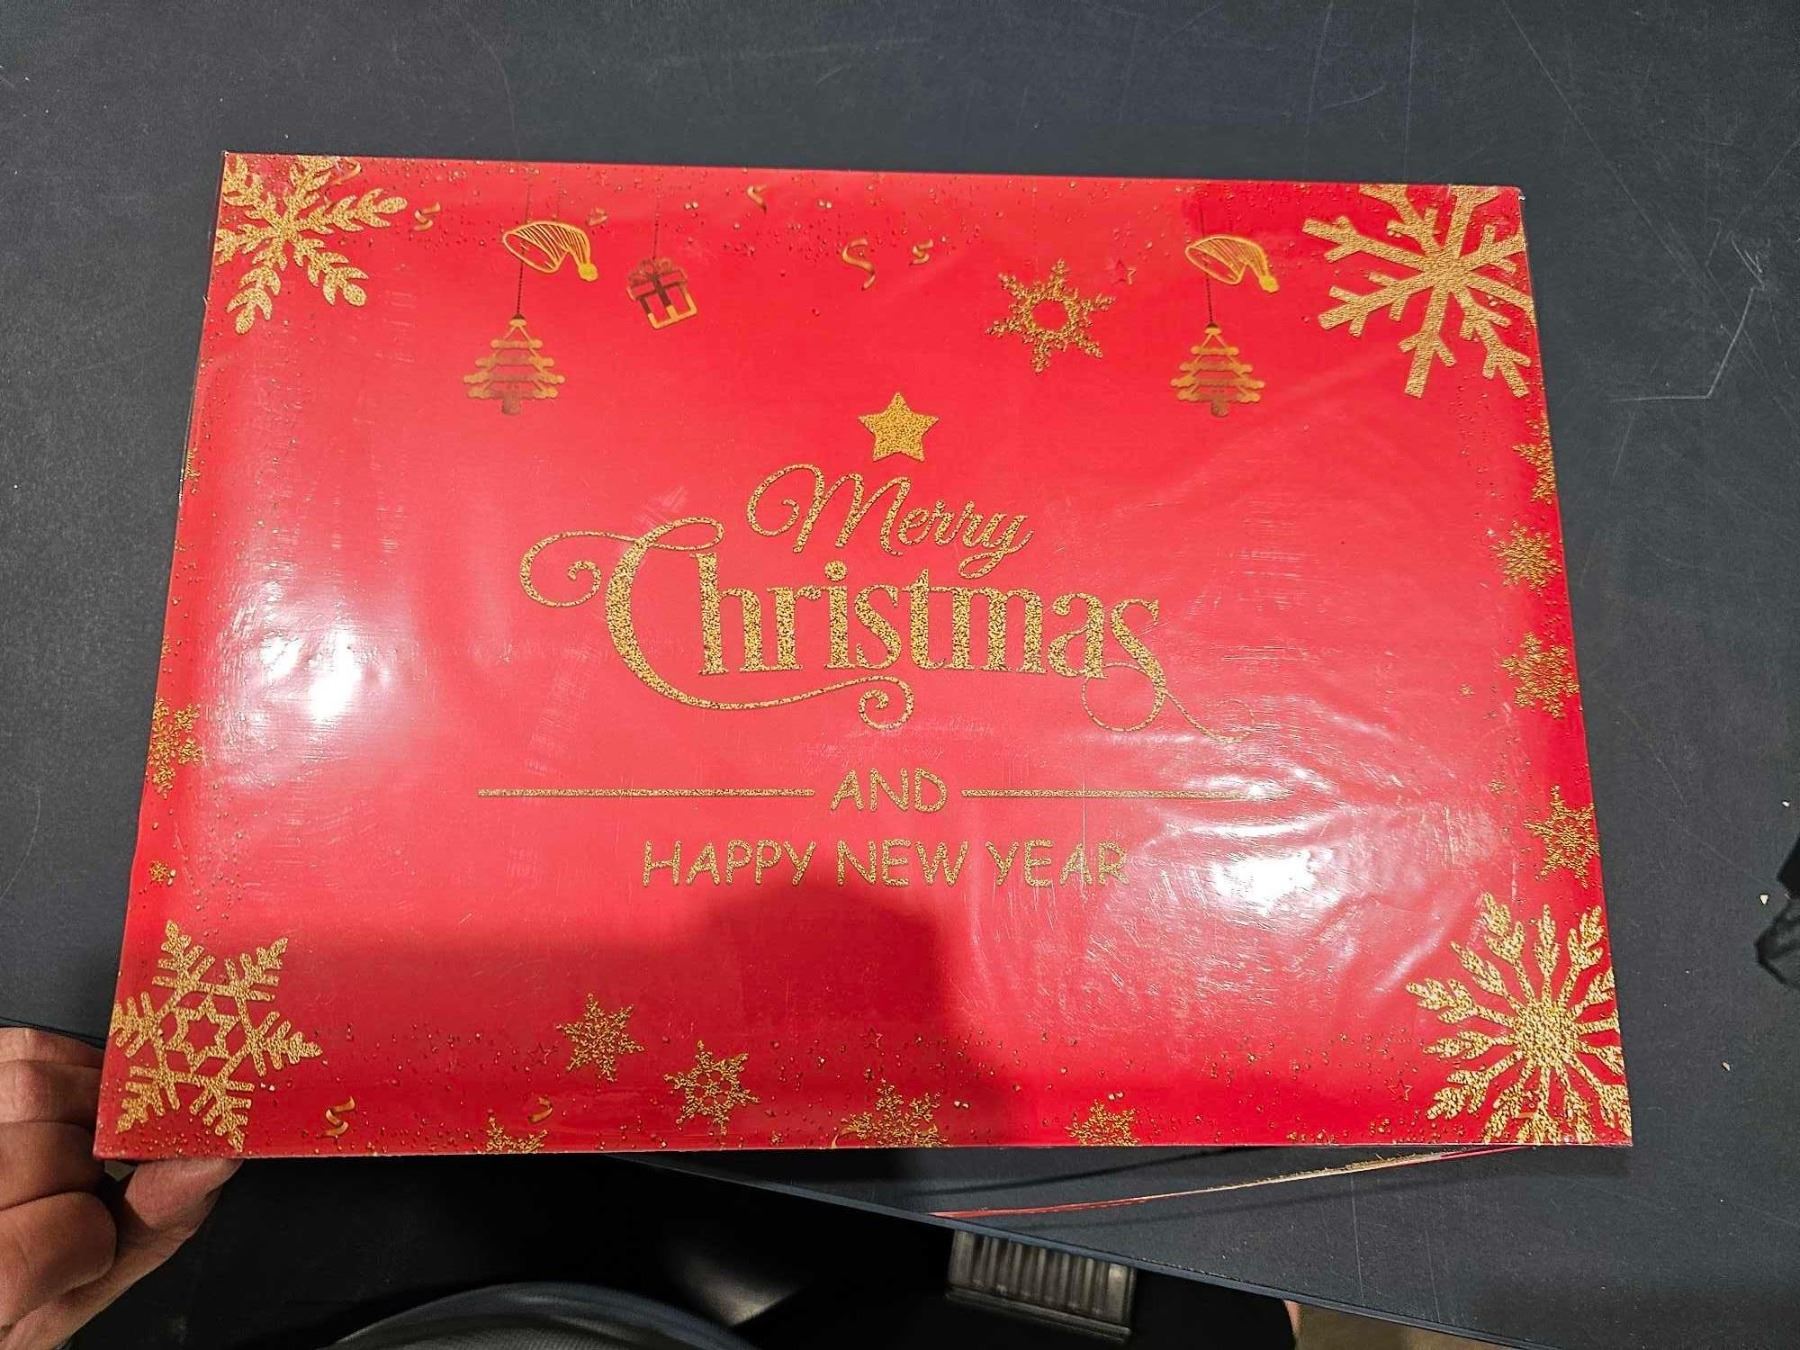 Merry
Christmas
AND
HAPPY NEW YEAR